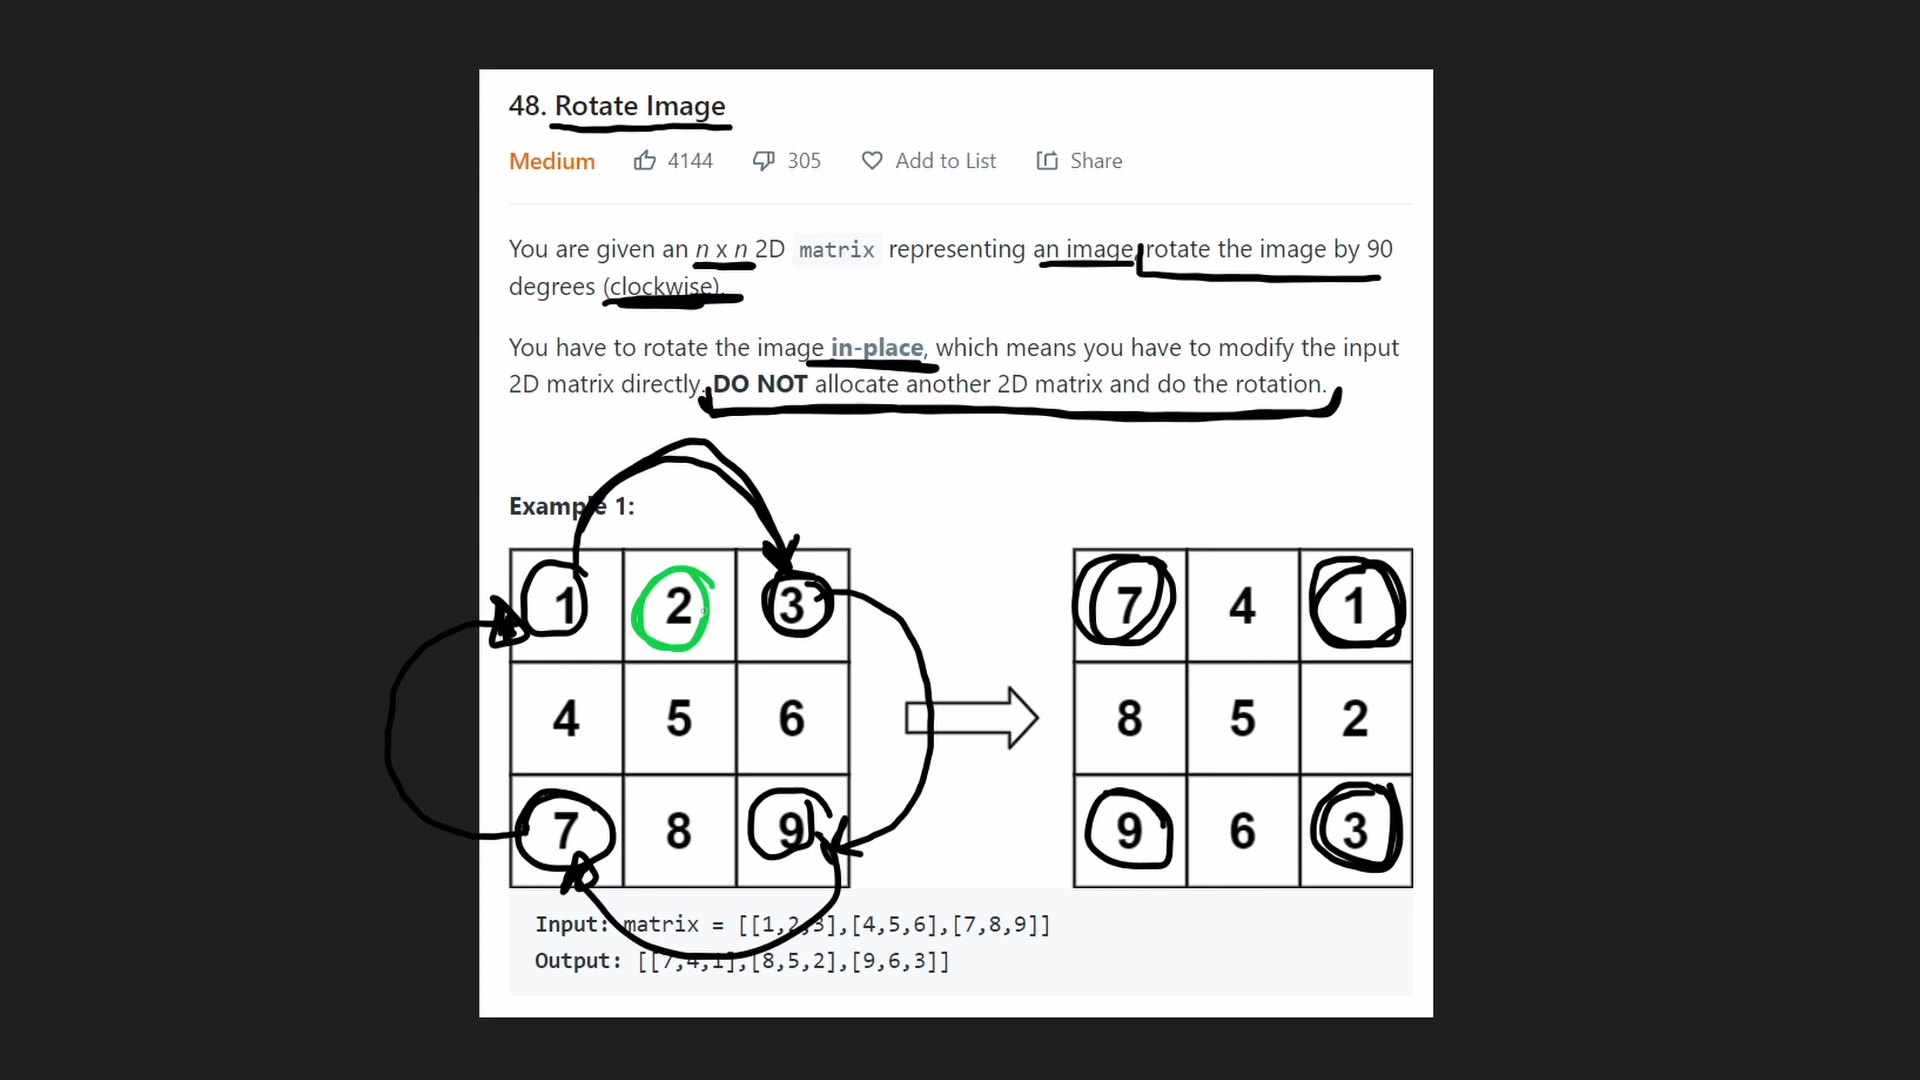 48. Rotate Image
Medium 4144 305 Add to List Share
You are given an n x n 2D matrix representing an image, rotate the image by 90
degrees (clockwise).
You have to rotate the image in-place, which means you have to modify the input
2D matrix directly. DO NOT allocate another 2D matrix and do the rotation.
Example 1:
1 2 3 7 4 1
4 5 6 8 5 2
7 8 9 9 6 3
Input: matrix = [[1,2,3],[4,5,6],[7,8,9]]
Output: [[7,4,1],[8,5,2],[9,6,3]]